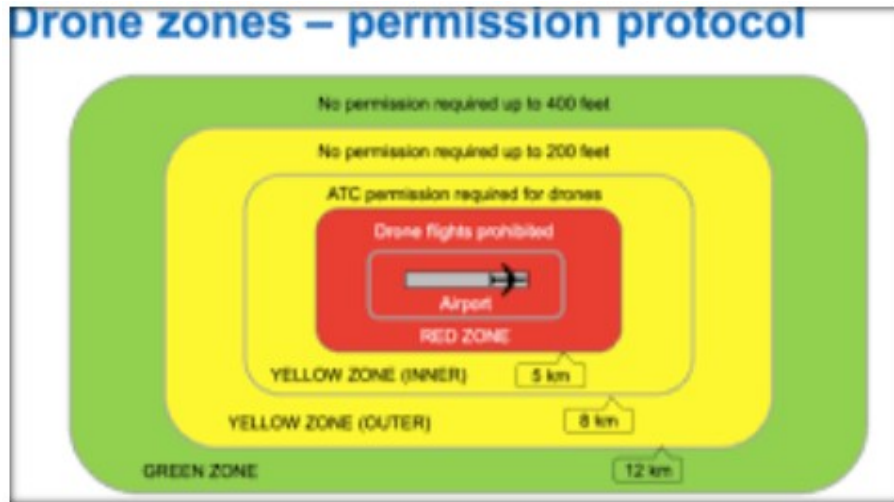 Drone zones – permission protocol
No permission required up to 400 feet
No permission required up to 200 feet
ATC permission required for drones
Drone flights prohibited
Airport
RED ZONE
YELLOW ZONE (INNER)
5 km
YELLOW ZONE (OUTER)
8 km
GREEN ZONE
12 km